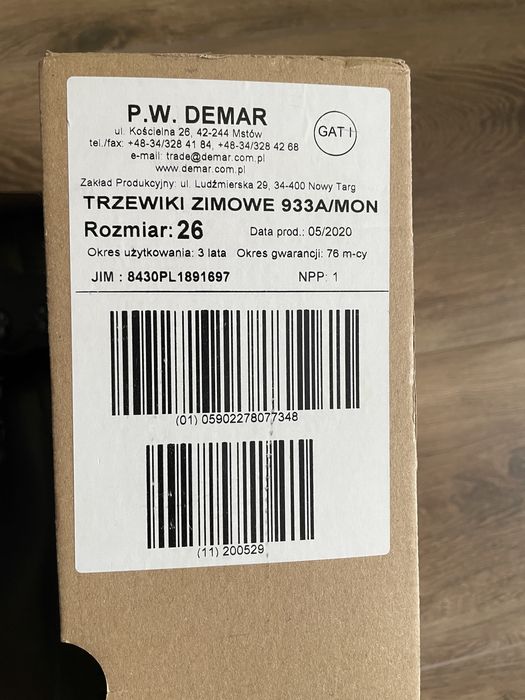 P.W. DEMAR
ul. Kościelna 26, 42-244 Mstów
tel./fax: +48-34/328 41 84, +48-34/328 42 68
e-mail: trade@demar.com.pl
www.demar.com.pl
GAT I
Zakład Produkcyjny: ul. Ludźmierska 29, 34-400 Nowy Targ
TRZEWIKI ZIMOWE 933A/MON
Rozmiar: 26 Data prod.: 05/2020
Okres użytkowania: 3 lata Okres gwarancji: 76 m-cy
JIM : 8430PL1891697 NPP: 1
(01) 05902278077348
(11) 200529